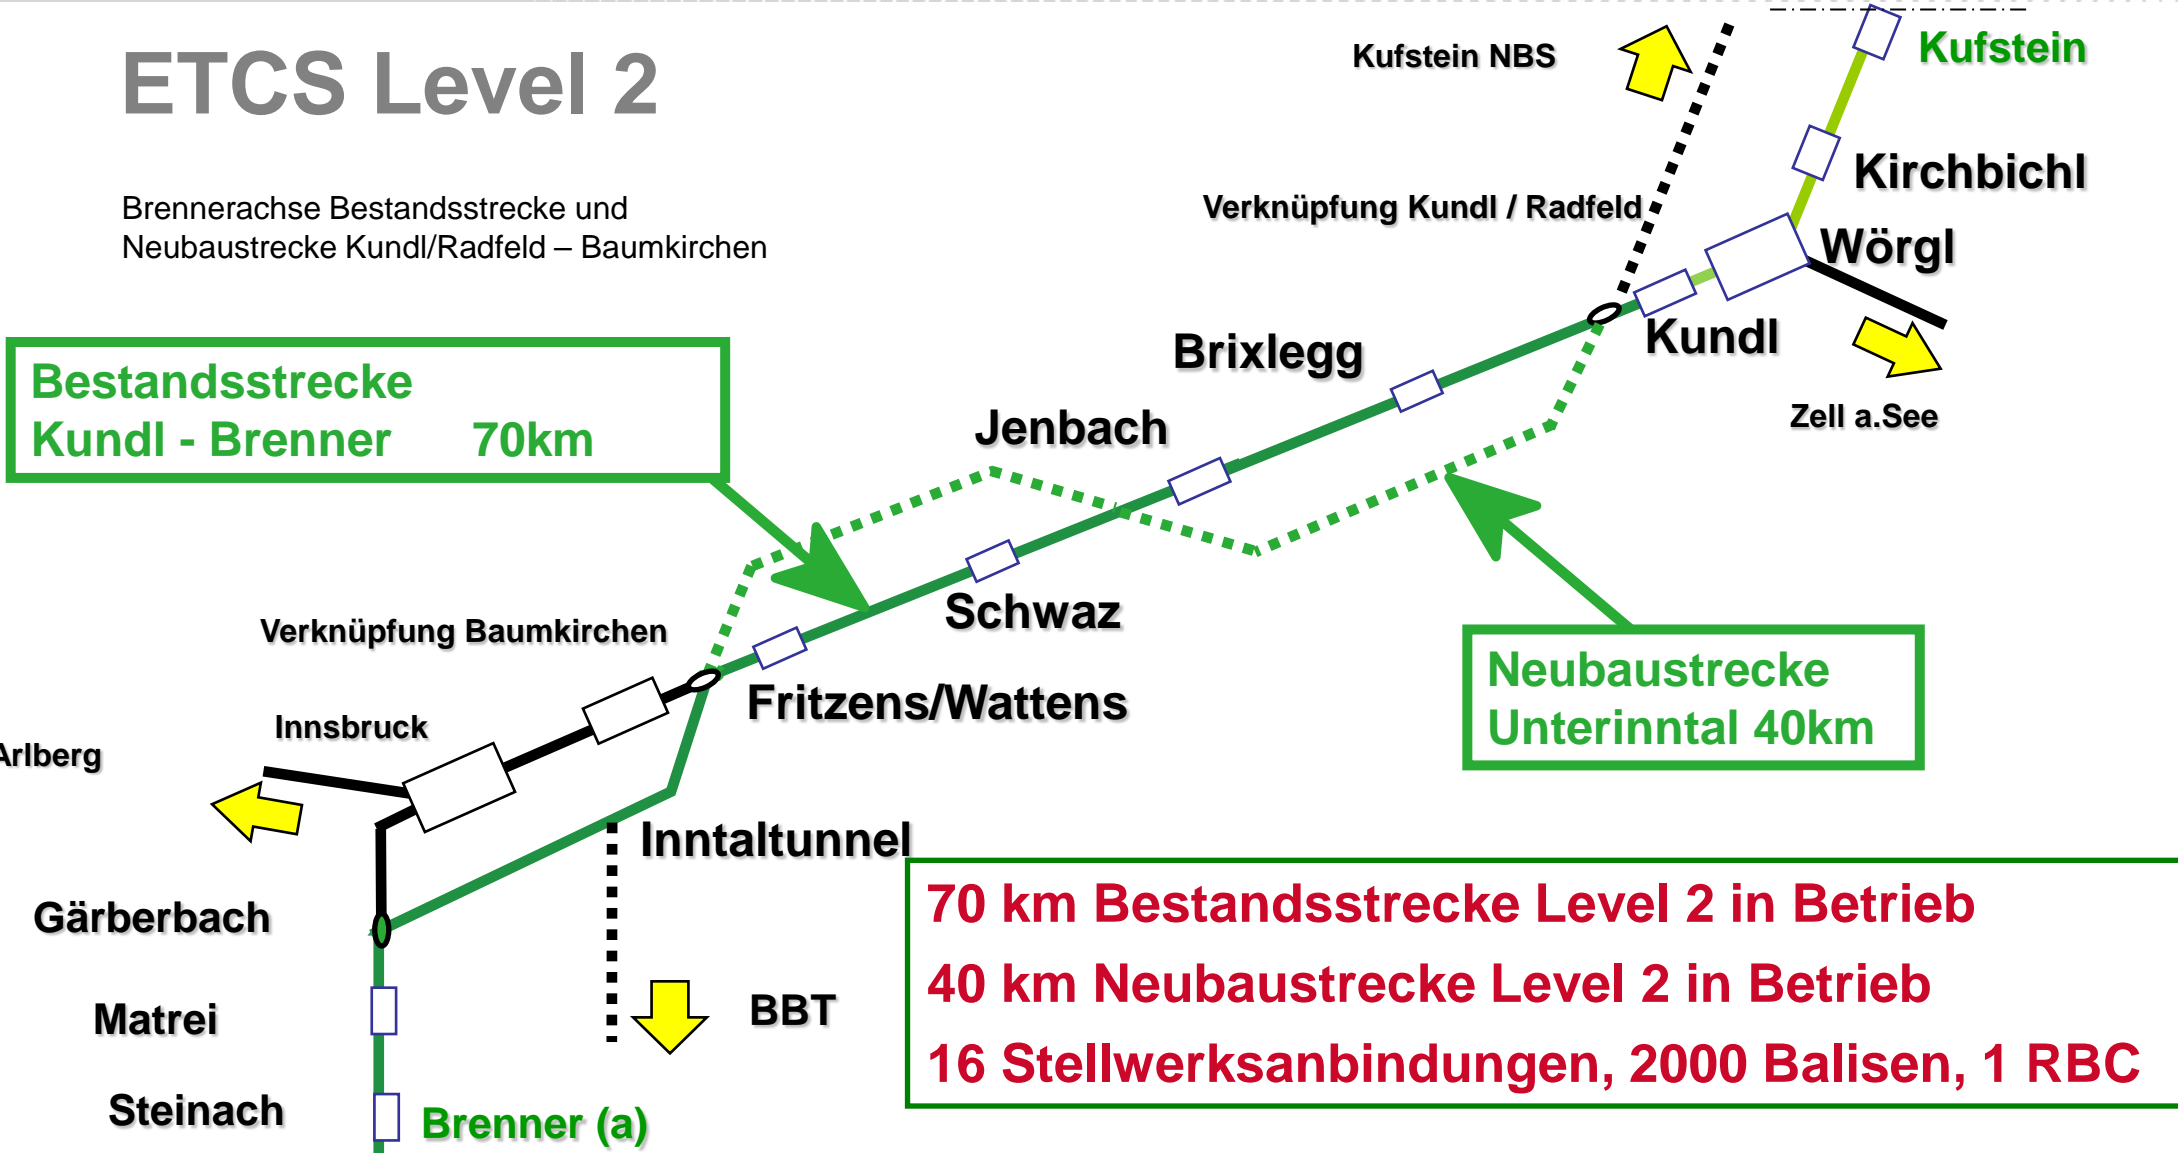 ETCS Level 2
Brennerachse Bestandsstrecke und
Neubaustrecke Kundl/Radfeld – Baumkirchen
Kufstein NBS
Kufstein
Kirchbichl
Verknüpfung Kundl / Radfeld
Wörgl
Kundl
Zell a.See
Brixlegg
Bestandsstrecke
Kundl - Brenner 70km
Jenbach
Schwaz
Verknüpfung Baumkirchen
Fritzens/Wattens
Neubaustrecke
Unterinntal 40km
Innsbruck
Arlberg
Inntaltunnel
Gärberbach
70 km Bestandsstrecke Level 2 in Betrieb
40 km Neubaustrecke Level 2 in Betrieb
16 Stellwerksanbindungen, 2000 Balisen, 1 RBC
Matrei
BBT
Steinach
Brenner (a)